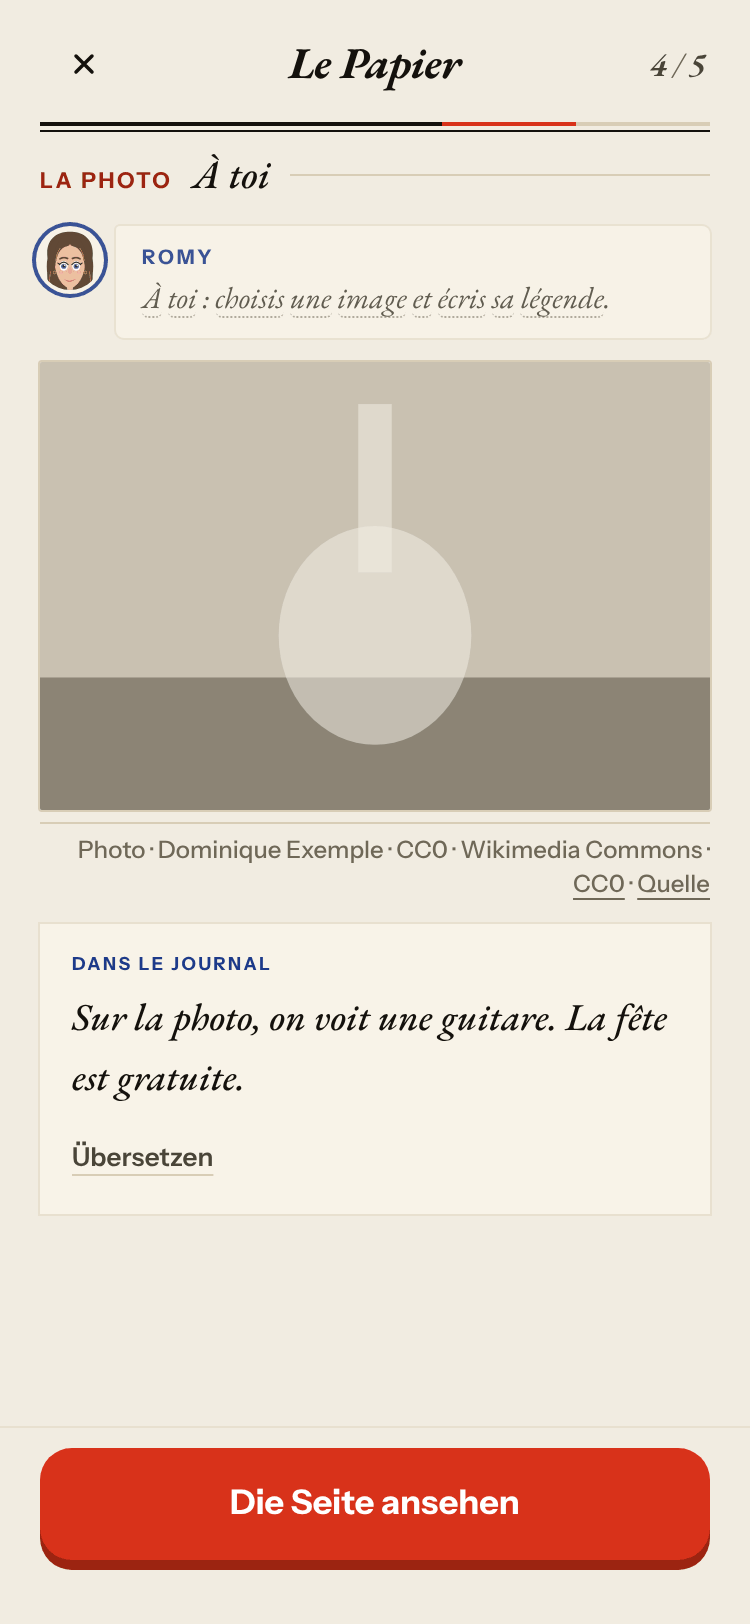 Le Papier
4/5
LA PHOTO À toi
ROMY
À toi : choisis une image et écris sa légende.
Photo · Dominique Exemple · CC0 · Wikimedia Commons ·
CC0 · Quelle
DANS LE JOURNAL
Sur la photo, on voit une guitare. La fête
est gratuite.
Übersetzen
Die Seite ansehen